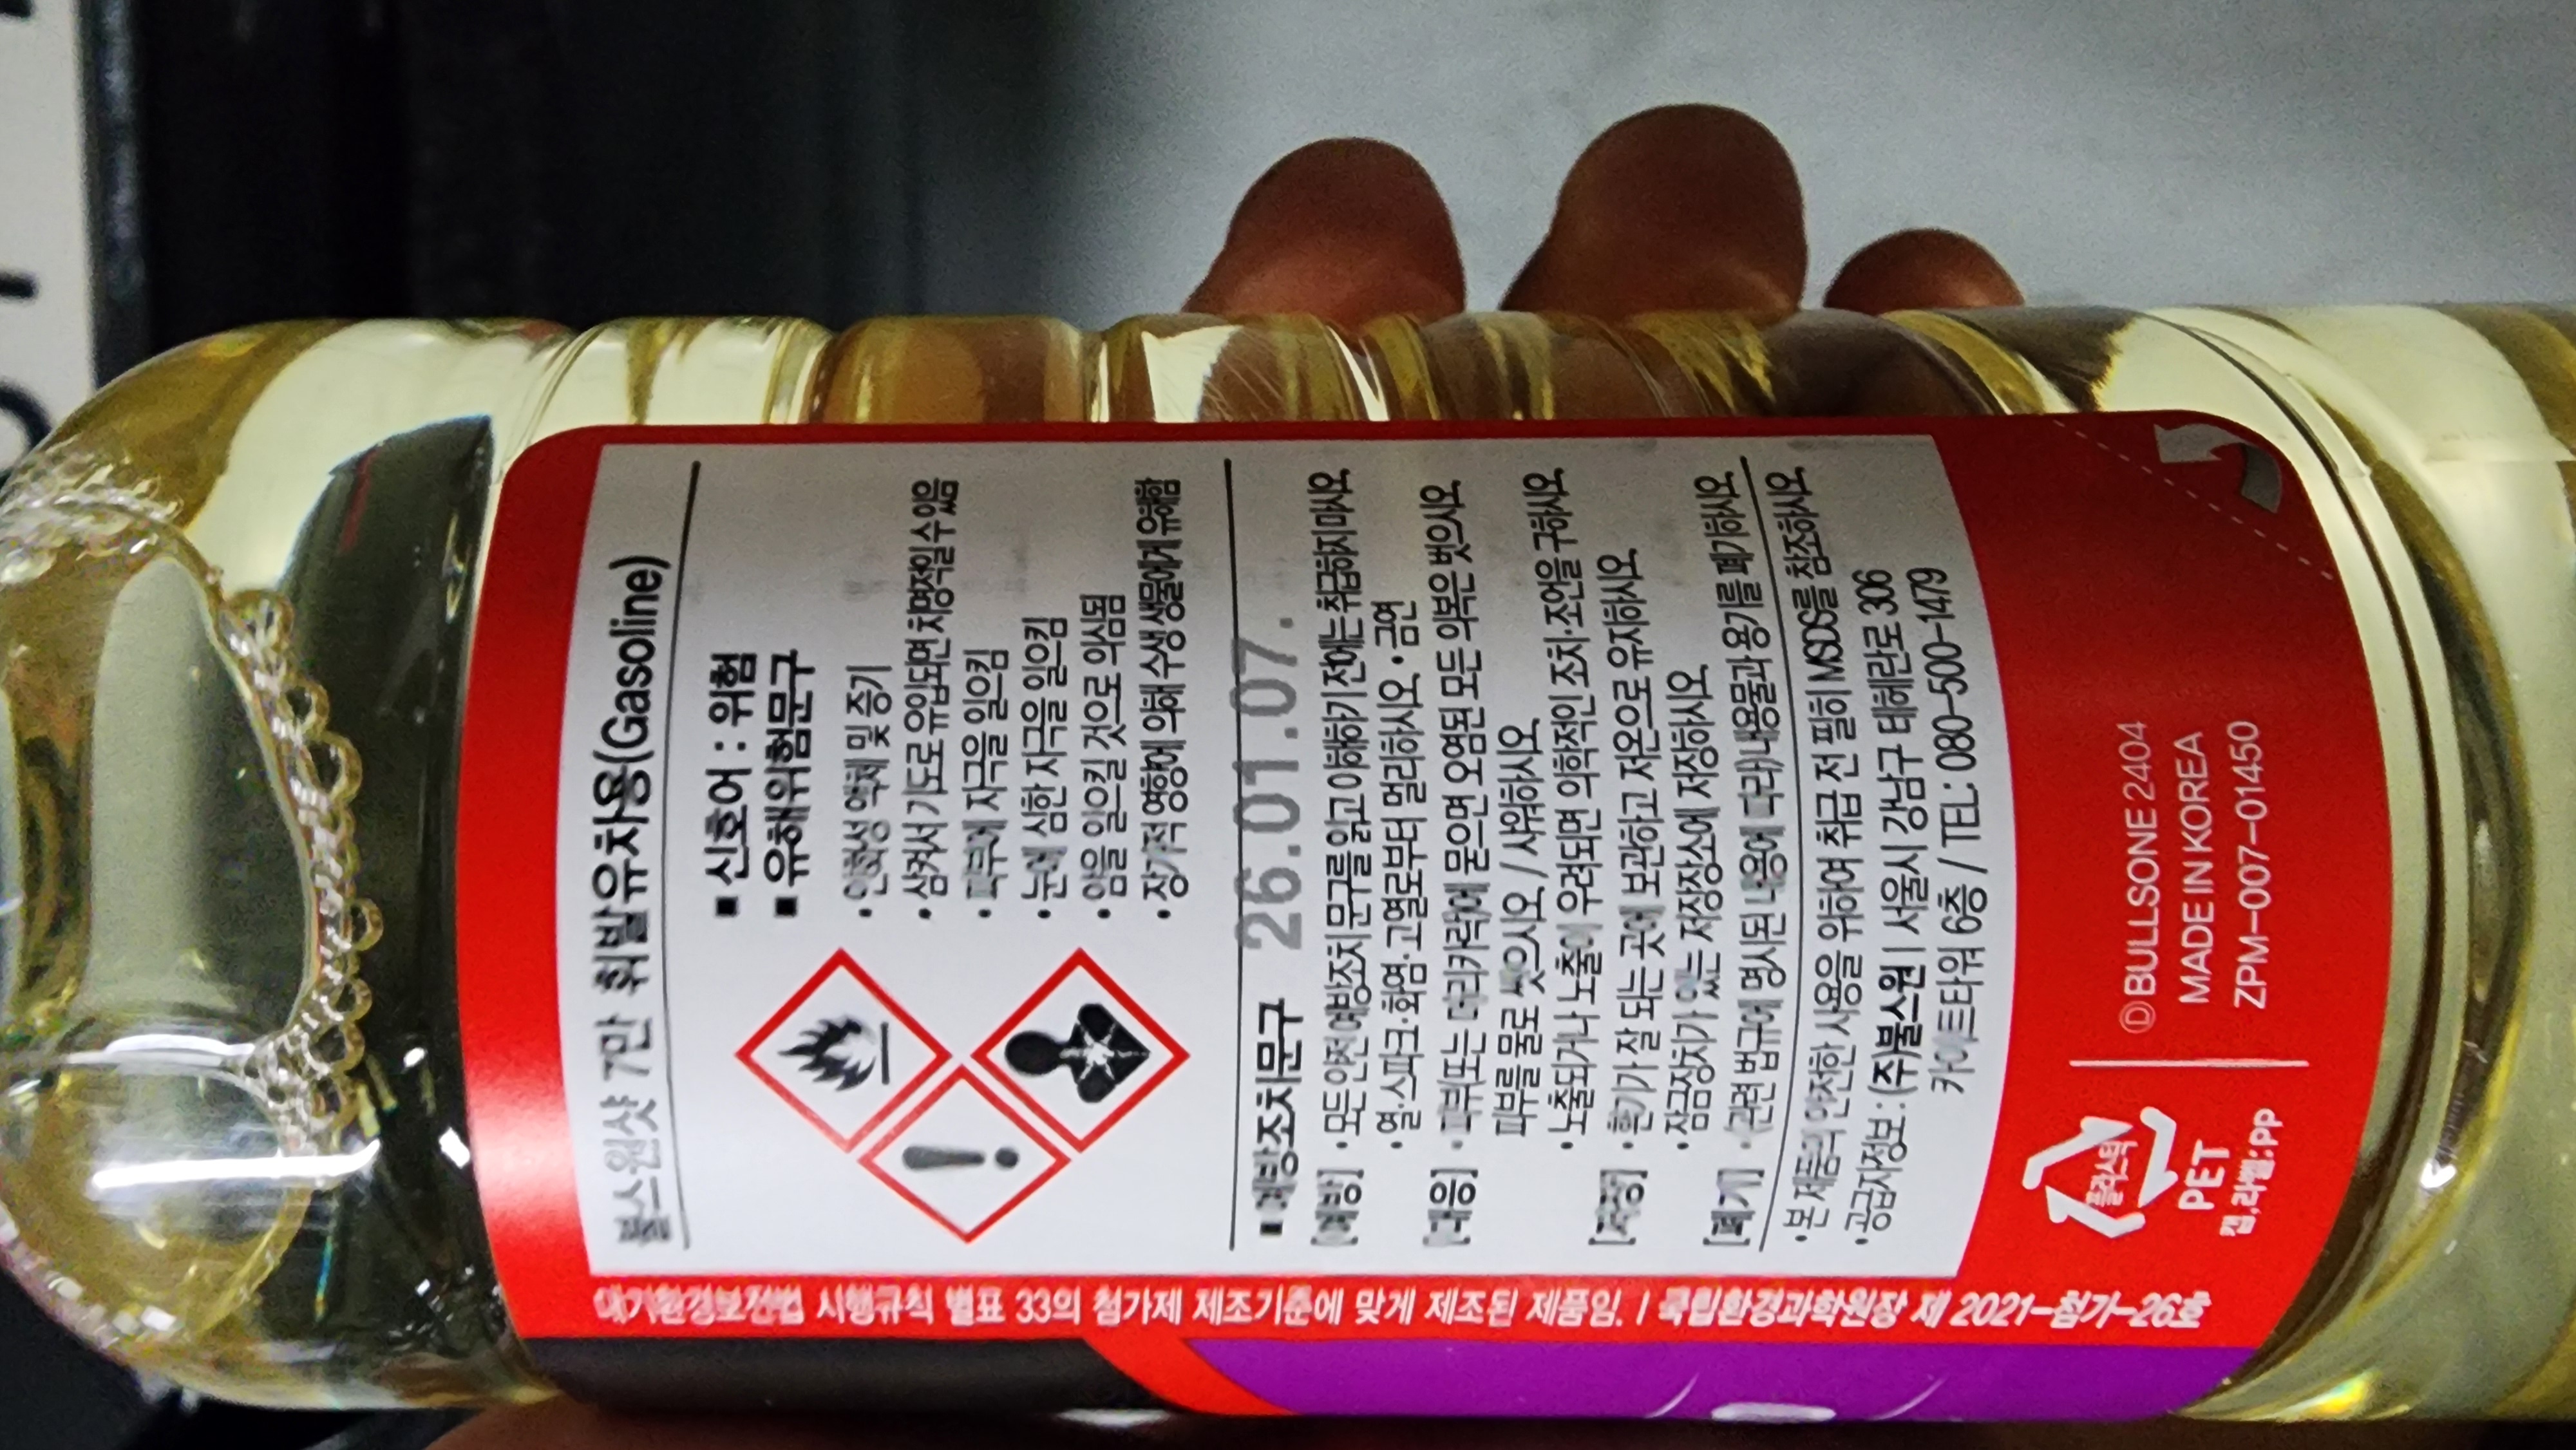 불스원샷 7만 휘발유차용(Gasoline)
■ 신호어 : 위험
■ 유해위험문구
• 인화성 액체 및 증기
• 삼켜서 기도로 유입되면 치명적일 수 있음
• 피부에 자극을 일으킴
• 눈에 심한 자극을 일으킴
• 암을 일으킬 것으로 의심됨
• 장기적 영향에 의해 수생 생물에게 유해함
■ 예방조치문구 26.01.07.
[예방] • 모든 안전 예방조치 문구를 읽고 이해하기 전에는 취급하지 마시오.
• 열·스파크·화염·고열로부터 멀리하시오. • 금연
[대응] • 피부(또는 머리카락)에 묻으면 오염된 모든 의복은 벗으시오.
피부를 물로 씻으시오. / 샤워하시오.
• 노출되거나 노출이 우려되면 의학적인 조치·조언을 구하시오.
[저장] • 환기가 잘 되는 곳에 보관하고 저온으로 유지하시오.
• 잠금장치가 있는 저장장소에 저장하시오.
[폐기] • (관련 법규에 명시된 내용에 따라) 내용물과 용기를 폐기하시오.
• 본 제품의 안전한 사용을 위하여 취급 전 필히 MSDS를 참조하시오.
• 공급자정보 : (주)불스원 | 서울시 강남구 테헤란로 306
카이트타워 6층 / TEL: 080-500-1479
플라스틱
PET
캡,라벨:PP
ⓓ BULLSONE 2404
MADE IN KOREA
ZPM-007-01450
대기환경보전법 시행규칙 별표 33의 첨가제 제조기준에 맞게 제조된 제품임. | 국립환경과학원장 제 2021-첨가-26호